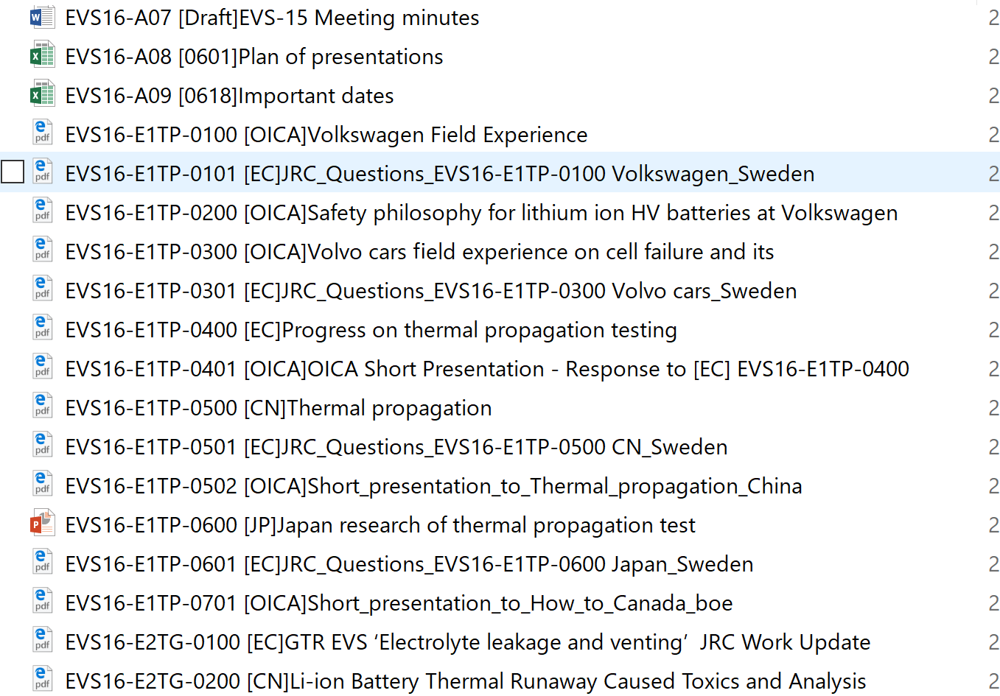 EVS16-A07 [Draft]EVS-15 Meeting minutes 2
EVS16-A08 [0601]Plan of presentations 2
EVS16-A09 [0618]Important dates 2
EVS16-E1TP-0100 [OICA]Volkswagen Field Experience 2
EVS16-E1TP-0101 [EC]JRC_Questions_EVS16-E1TP-0100 Volkswagen_Sweden 2
EVS16-E1TP-0200 [OICA]Safety philosophy for lithium ion HV batteries at Volkswagen 2
EVS16-E1TP-0300 [OICA]Volvo cars field experience on cell failure and its 2
EVS16-E1TP-0301 [EC]JRC_Questions_EVS16-E1TP-0300 Volvo cars_Sweden 2
EVS16-E1TP-0400 [EC]Progress on thermal propagation testing 2
EVS16-E1TP-0401 [OICA]OICA Short Presentation - Response to [EC] EVS16-E1TP-0400 2
EVS16-E1TP-0500 [CN]Thermal propagation 2
EVS16-E1TP-0501 [EC]JRC_Questions_EVS16-E1TP-0500 CN_Sweden 2
EVS16-E1TP-0502 [OICA]Short_presentation_to_Thermal_propagation_China 2
EVS16-E1TP-0600 [JP]Japan research of thermal propagation test 2
EVS16-E1TP-0601 [EC]JRC_Questions_EVS16-E1TP-0600 Japan_Sweden 2
EVS16-E1TP-0701 [OICA]Short_presentation_to_How_to_Canada_boe 2
EVS16-E2TG-0100 [EC]GTR EVS ‘Electrolyte leakage and venting’ JRC Work Update 2
EVS16-E2TG-0200 [CN]Li-ion Battery Thermal Runaway Caused Toxics and Analysis 2